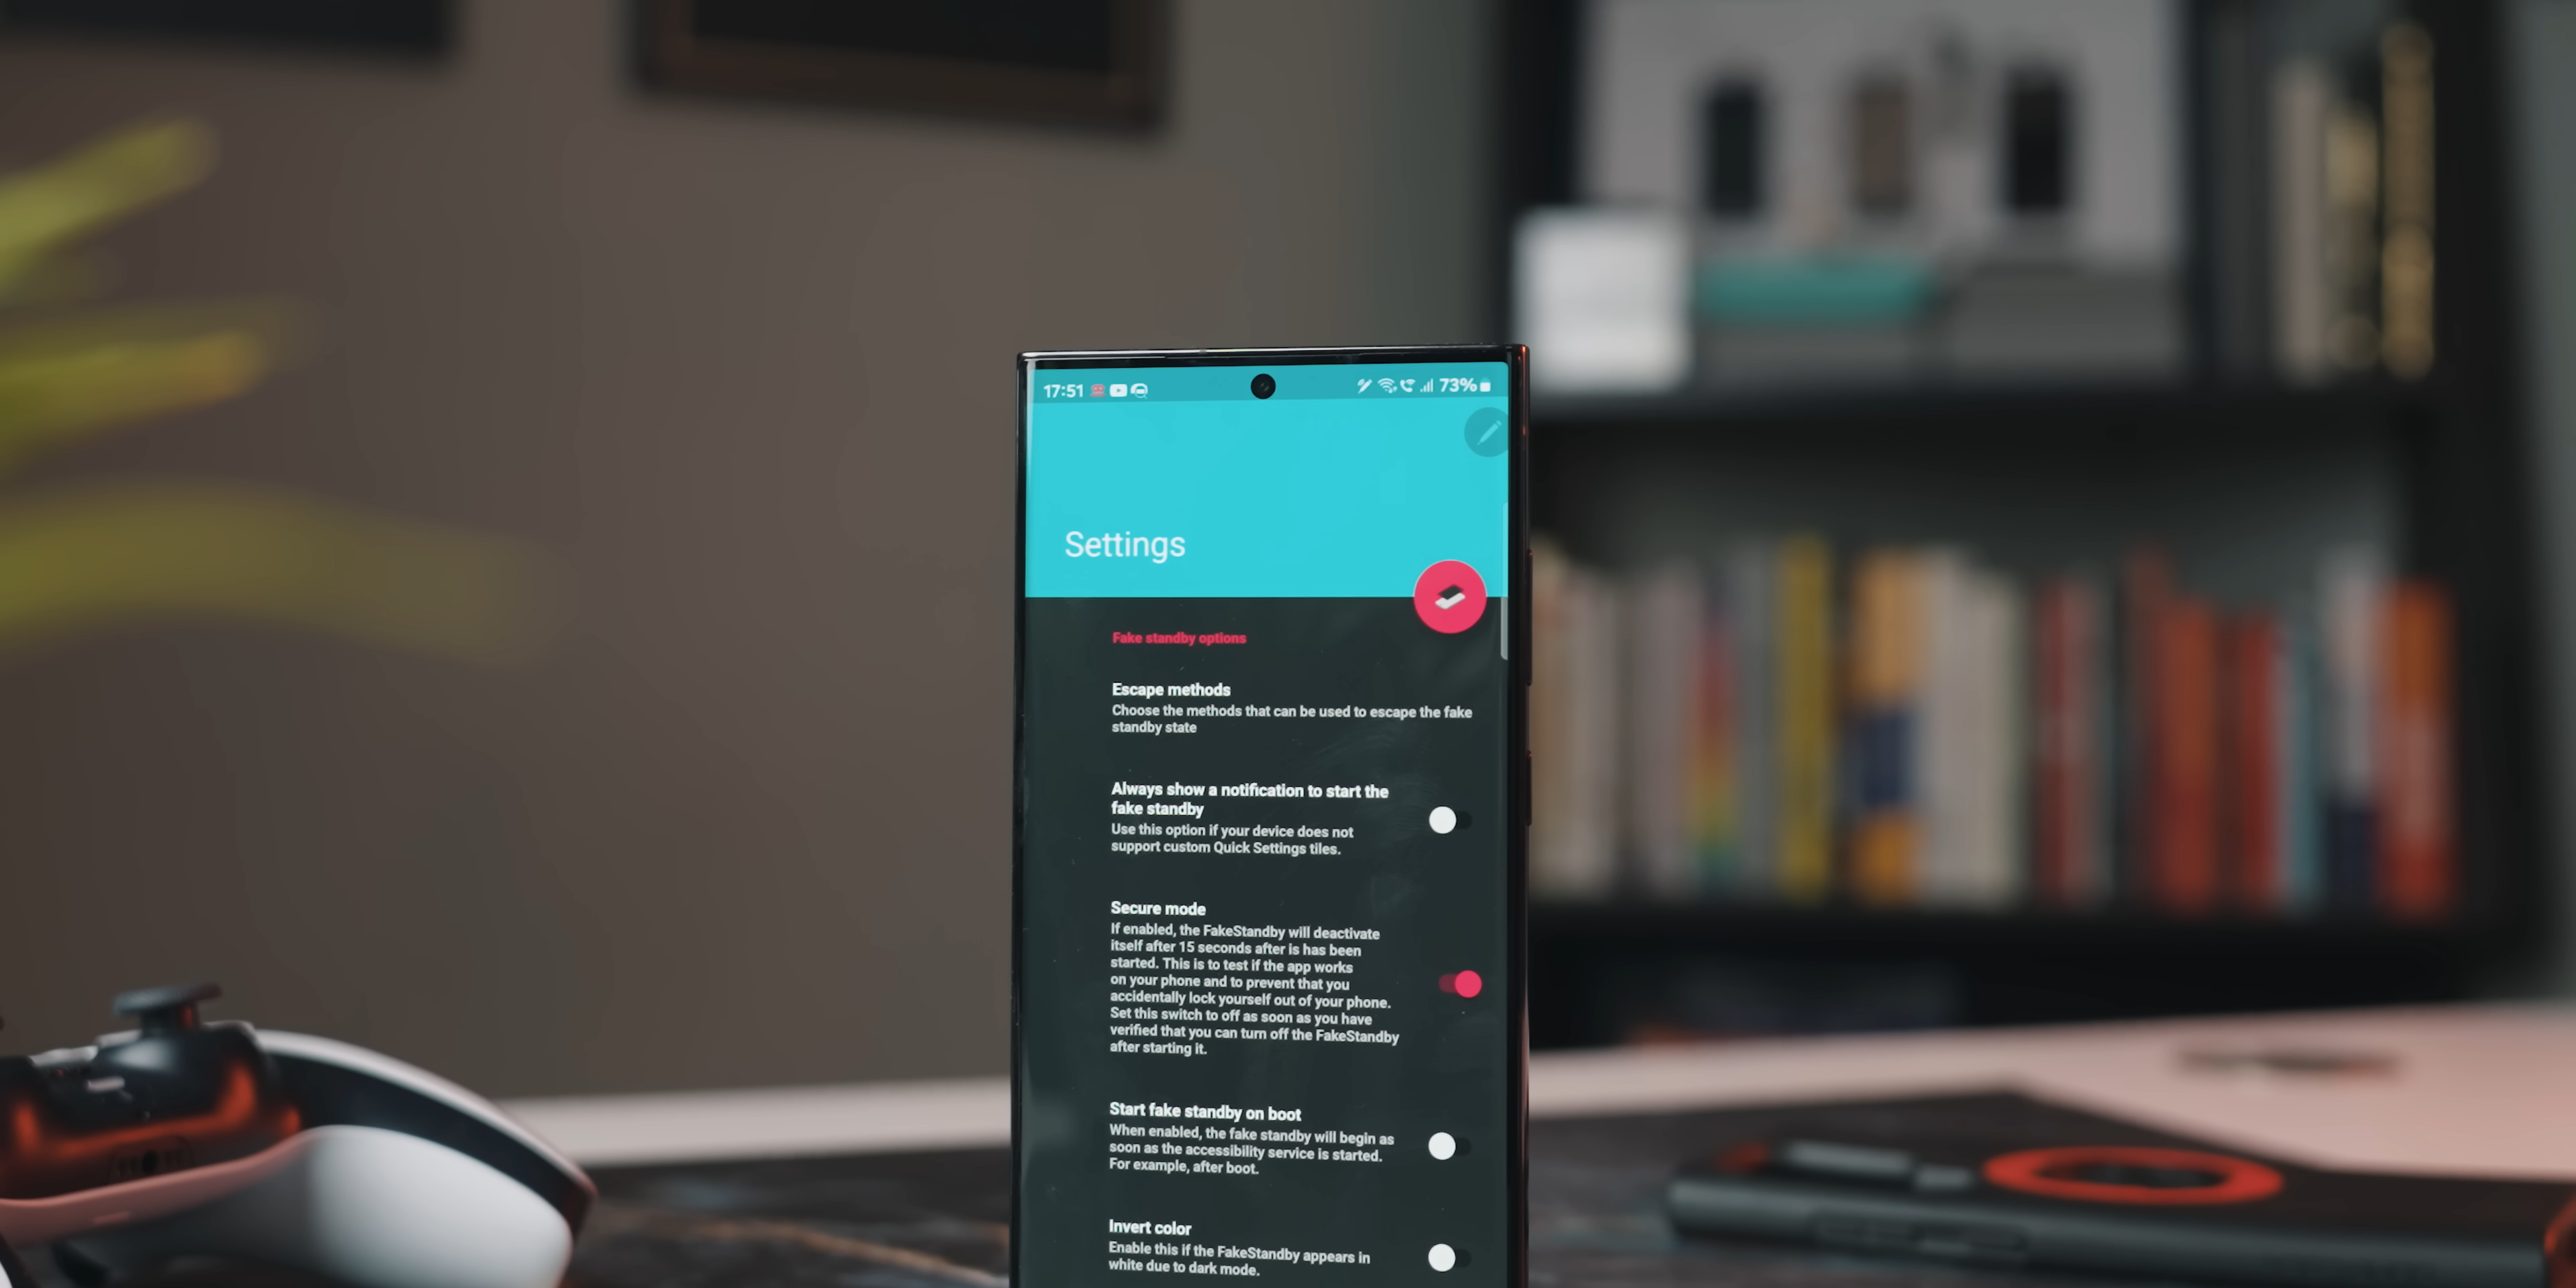 17:51 73%
Settings
Fake standby options
Escape methods
Choose the methods that can be used to escape the fake
standby state
Always show a notification to start the
fake standby
Use this option if your device does not
support custom Quick Settings tiles.
Secure mode
If enabled, the FakeStandby will deactivate
itself after 15 seconds after is has been
started. This is to test if the app works
on your phone and to prevent that you
accidentally lock yourself out of your phone.
Set this switch to off as soon as you have
verified that you can turn off the FakeStandby
after starting it.
Start fake standby on boot
When enabled, the fake standby will begin as
soon as the accessibility service is started.
For example, after boot.
Invert color
Enable this if the FakeStandby appears in
white due to dark mode.